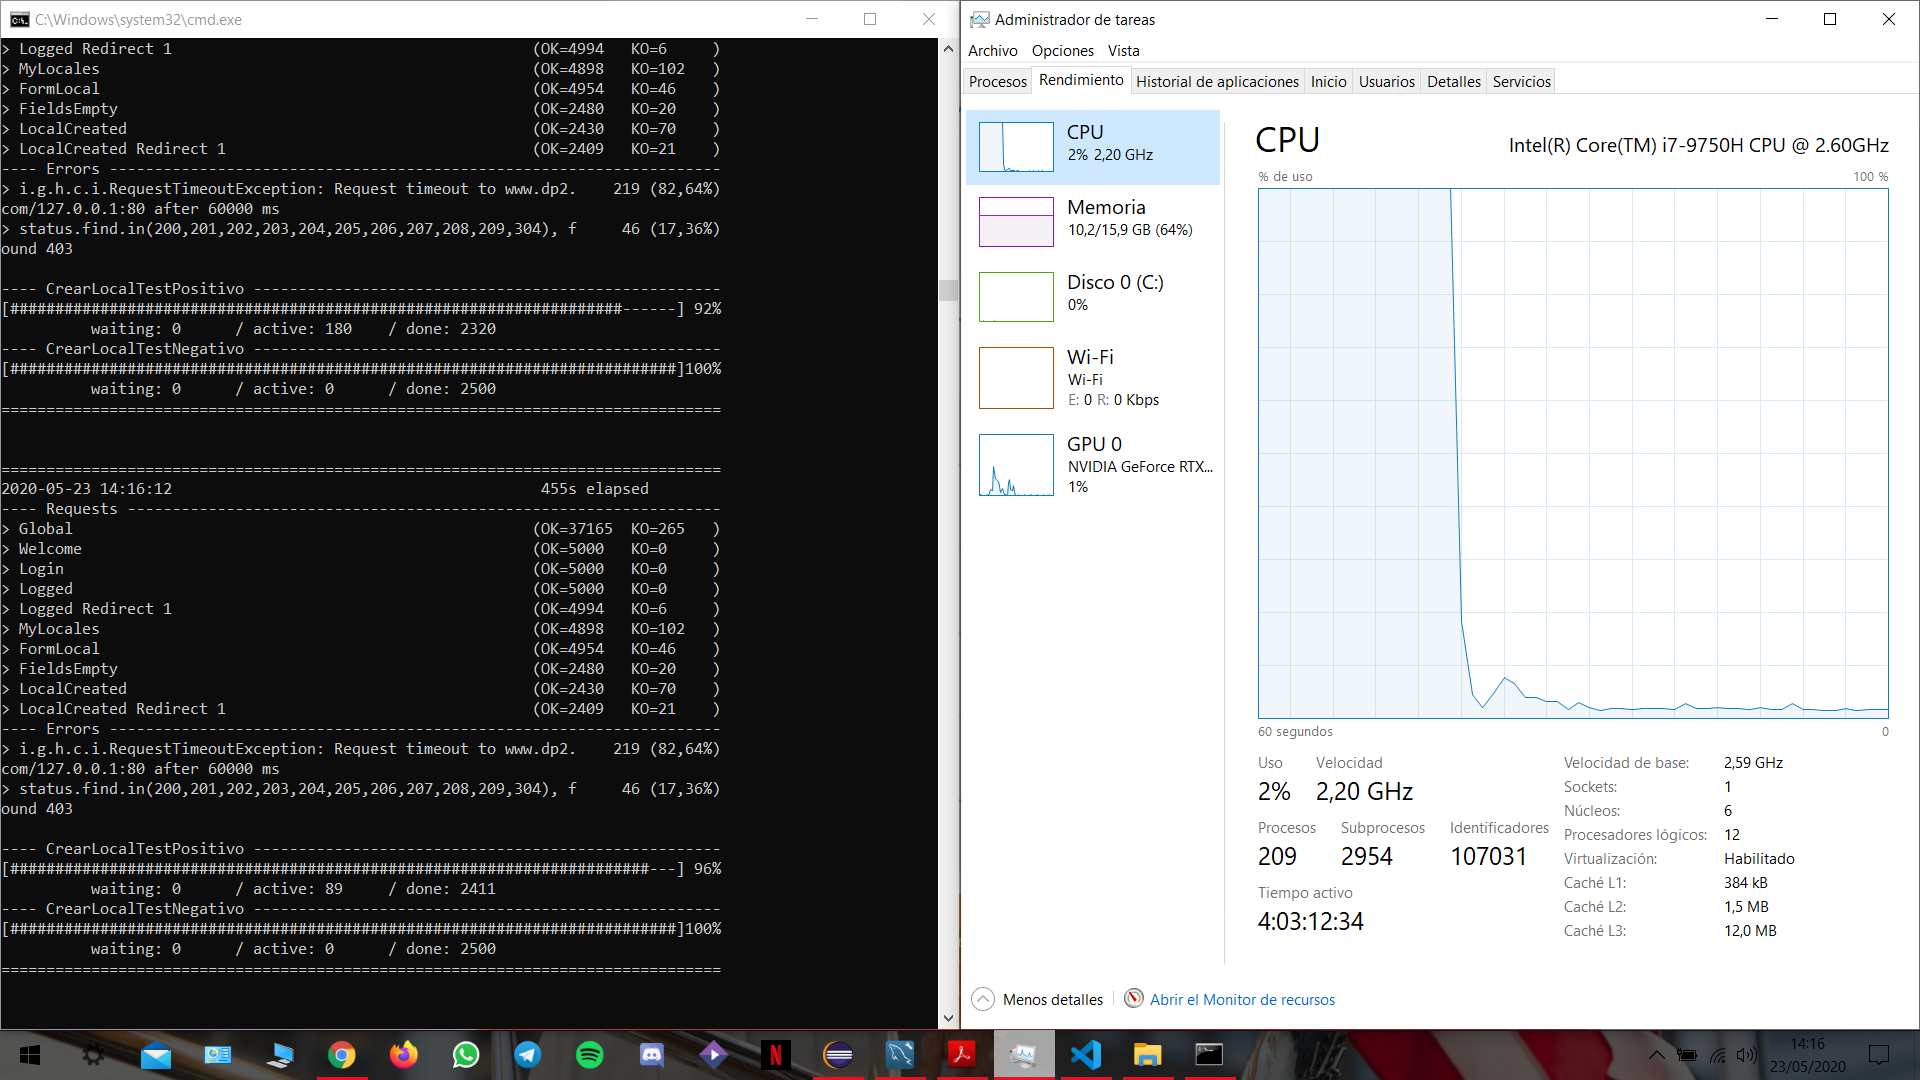 C:\Windows\system32\cmd.exe
> Logged Redirect 1 (OK=4994 KO=6 )
> MyLocales (OK=4898 KO=102 )
> FormLocal (OK=4954 KO=46 )
> FieldsEmpty (OK=2480 KO=20 )
> LocalCreated (OK=2430 KO=70 )
> LocalCreated Redirect 1 (OK=2409 KO=21 )
---- Errors --------------------------------------------------------------------
> i.g.h.c.i.RequestTimeoutException: Request timeout to www.dp2. 219 (82,64%)
com/127.0.0.1:80 after 60000 ms
> status.find.in(200,201,202,203,204,205,206,207,208,209,304), f 46 (17,36%)
ound 403
---- CrearLocalTestPositivo ----------------------------------------------------
[####################################################################------] 92%
waiting: 0 / active: 180 / done: 2320
---- CrearLocalTestNegativo ----------------------------------------------------
[##########################################################################]100%
waiting: 0 / active: 0 / done: 2500
================================================================================
================================================================================
2020-05-23 14:16:12 455s elapsed
---- Requests ------------------------------------------------------------------
> Global (OK=37165 KO=265 )
> Welcome (OK=5000 KO=0 )
> Login (OK=5000 KO=0 )
> Logged (OK=5000 KO=0 )
> Logged Redirect 1 (OK=4994 KO=6 )
> MyLocales (OK=4898 KO=102 )
> FormLocal (OK=4954 KO=46 )
> FieldsEmpty (OK=2480 KO=20 )
> LocalCreated (OK=2430 KO=70 )
> LocalCreated Redirect 1 (OK=2409 KO=21 )
---- Errors --------------------------------------------------------------------
> i.g.h.c.i.RequestTimeoutException: Request timeout to www.dp2. 219 (82,64%)
com/127.0.0.1:80 after 60000 ms
> status.find.in(200,201,202,203,204,205,206,207,208,209,304), f 46 (17,36%)
ound 403
---- CrearLocalTestPositivo ----------------------------------------------------
[#######################################################################---] 96%
waiting: 0 / active: 89 / done: 2411
---- CrearLocalTestNegativo ----------------------------------------------------
[##########################################################################]100%
waiting: 0 / active: 0 / done: 2500
================================================================================
Administrador de tareas
Archivo Opciones Vista
Procesos Rendimiento Historial de aplicaciones Inicio Usuarios Detalles Servicios
CPU
2% 2,20 GHz
Memoria
10,2/15,9 GB (64%)
Disco 0 (C:)
0%
Wi-Fi
Wi-Fi
E: 0 R: 0 Kbps
GPU 0
NVIDIA GeForce RTX...
1%
CPU Intel(R) Core(TM) i7-9750H CPU @ 2.60GHz
% de uso 100 %
60 segundos 0
Uso Velocidad
2% 2,20 GHz
Procesos Subprocesos Identificadores
209 2954 107031
Tiempo activo
4:03:12:34
Velocidad de base: 2,59 GHz
Sockets: 1
Núcleos: 6
Procesadores lógicos: 12
Virtualización: Habilitado
Caché L1: 384 kB
Caché L2: 1,5 MB
Caché L3: 12,0 MB
Menos detalles Abrir el Monitor de recursos
14:16
23/05/2020